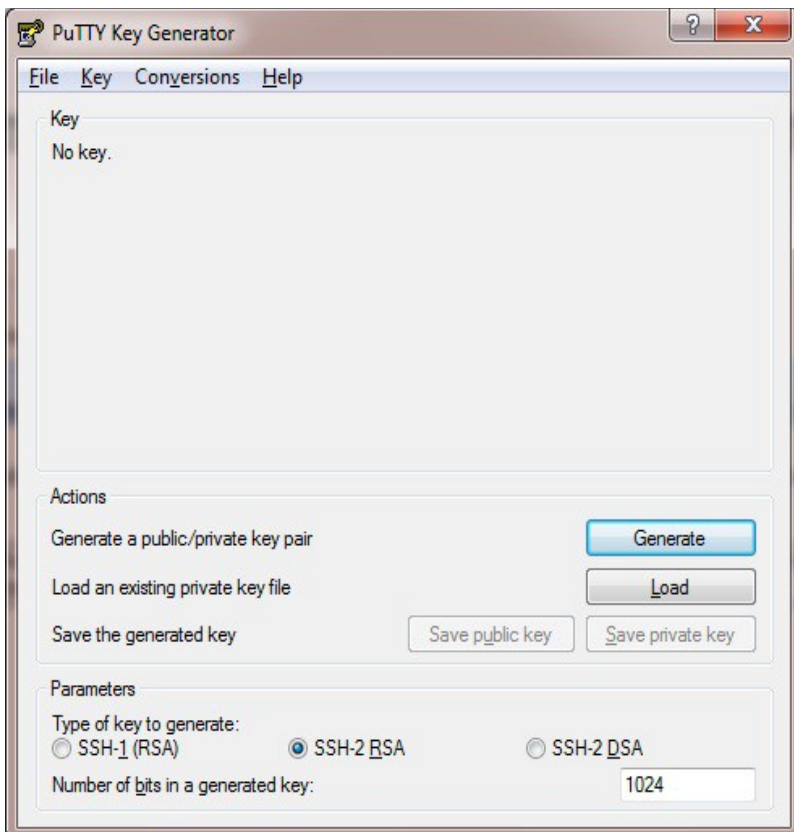 PuTTY Key Generator
File Key Conversions Help
Key
No key.
Actions
Generate a public/private key pair Generate
Load an existing private key file Load
Save the generated key Save public key Save private key
Parameters
Type of key to generate:
SSH-1 (RSA) SSH-2 RSA SSH-2 DSA
Number of bits in a generated key: 1024